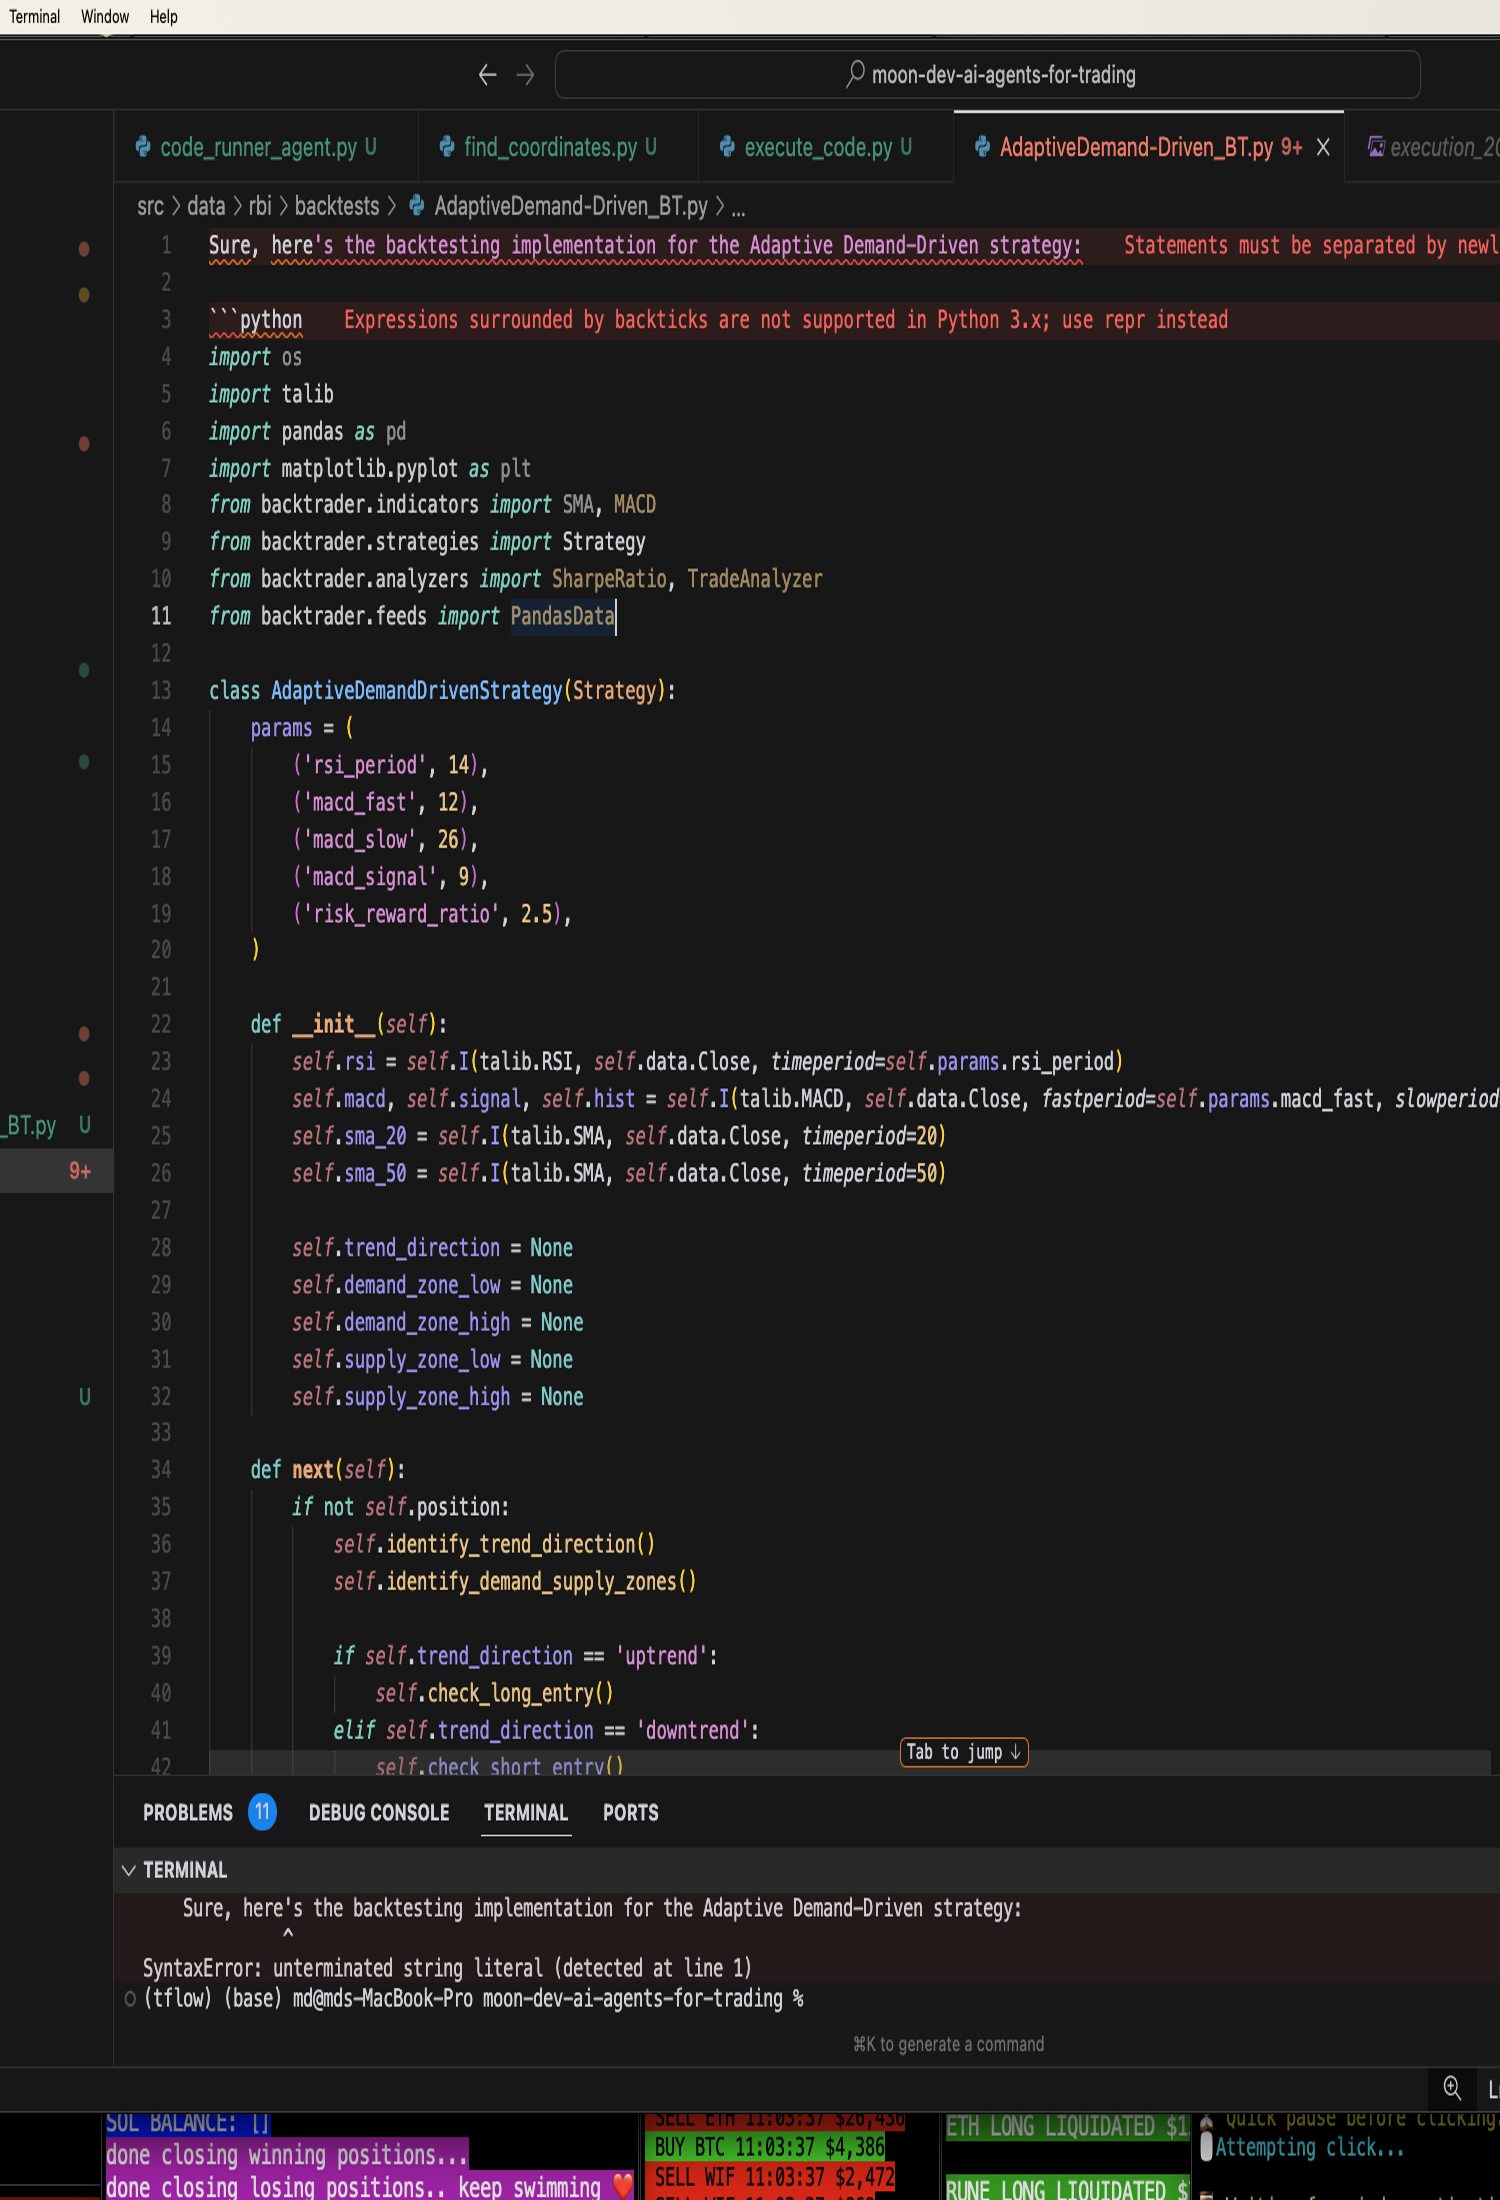 Terminal Window Help
moon-dev-ai-agents-for-trading
code_runner_agent.py U
find_coordinates.py U
execute_code.py U
AdaptiveDemand-Driven_BT.py 9+
execution_20
src > data > rbi > backtests > AdaptiveDemand-Driven_BT.py > ...
1 Sure, here's the backtesting implementation for the Adaptive Demand-Driven strategy: Statements must be separated by newl
2
3 ```python Expressions surrounded by backticks are not supported in Python 3.x; use repr instead
4 import os
5 import talib
6 import pandas as pd
7 import matplotlib.pyplot as plt
8 from backtrader.indicators import SMA, MACD
9 from backtrader.strategies import Strategy
10 from backtrader.analyzers import SharpeRatio, TradeAnalyzer
11 from backtrader.feeds import PandasData
12
13 class AdaptiveDemandDrivenStrategy(Strategy):
14 params = (
15 ('rsi_period', 14),
16 ('macd_fast', 12),
17 ('macd_slow', 26),
18 ('macd_signal', 9),
19 ('risk_reward_ratio', 2.5),
20 )
21
22 def __init__(self):
23 self.rsi = self.I(talib.RSI, self.data.Close, timeperiod=self.params.rsi_period)
24 self.macd, self.signal, self.hist = self.I(talib.MACD, self.data.Close, fastperiod=self.params.macd_fast, slowperiod
25 self.sma_20 = self.I(talib.SMA, self.data.Close, timeperiod=20)
26 self.sma_50 = self.I(talib.SMA, self.data.Close, timeperiod=50)
27
28 self.trend_direction = None
29 self.demand_zone_low = None
30 self.demand_zone_high = None
31 self.supply_zone_low = None
32 self.supply_zone_high = None
33
34 def next(self):
35 if not self.position:
36 self.identify_trend_direction()
37 self.identify_demand_supply_zones()
38
39 if self.trend_direction == 'uptrend':
40 self.check_long_entry()
41 elif self.trend_direction == 'downtrend':
42 self.check_short_entry()
Tab to jump ↓
_BT.py U
9+
U
PROBLEMS 11 DEBUG CONSOLE TERMINAL PORTS
TERMINAL
Sure, here's the backtesting implementation for the Adaptive Demand-Driven strategy:
^
SyntaxError: unterminated string literal (detected at line 1)
(tflow) (base) md@mds-MacBook-Pro moon-dev-ai-agents-for-trading %
⌘K to generate a command
SOL BALANCE: []
done closing winning positions...
done closing losing positions.. keep swimming ❤️
SELL ETH 11:03:37 $26,436
BUY BTC 11:03:37 $4,386
SELL WIF 11:03:37 $2,472
ETH LONG LIQUIDATED $1
RUNE LONG LIQUIDATED $
Quick pause before clicking.
Attempting click...